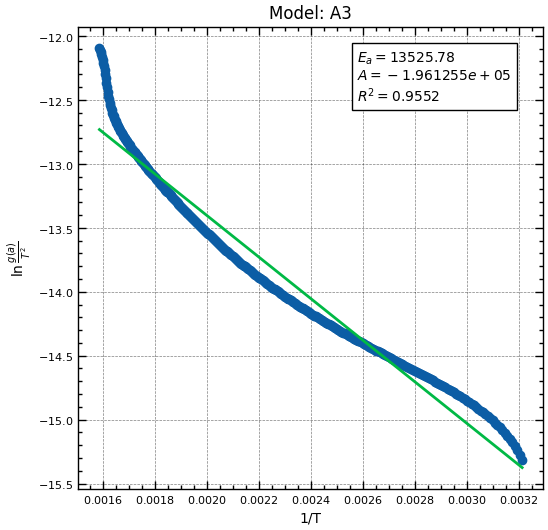 Model: A3
−12.0
−12.5
−13.0
−13.5
−14.0
−14.5
−15.0
−15.5
ln g(a)/T²
E_a = 13525.78
A = − 1.961255e + 05
R² = 0.9552
0.0016 0.0018 0.0020 0.0022 0.0024 0.0026 0.0028 0.0030 0.0032
1/T